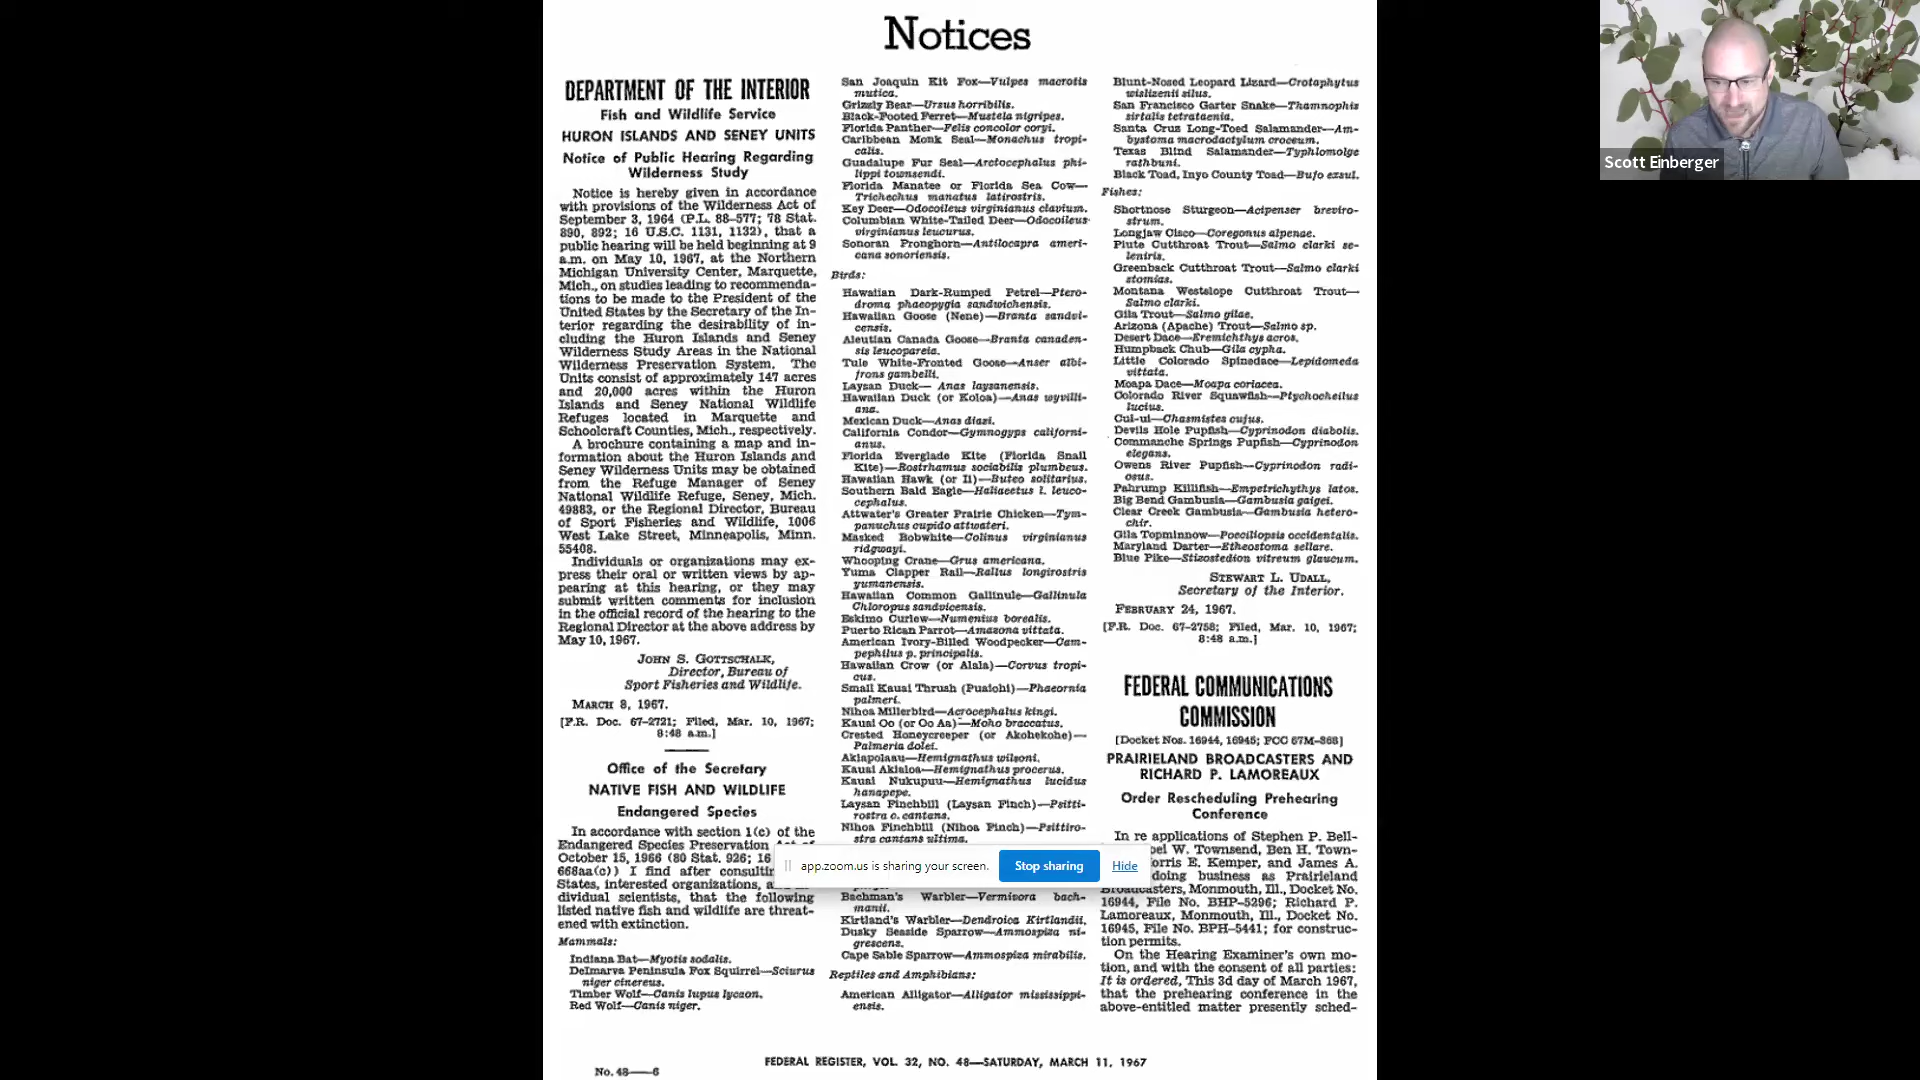 Notices
DEPARTMENT OF THE INTERIOR
Fish and Wildlife Service
HURON ISLANDS AND SENEY UNITS
Notice of Public Hearing Regarding
Wilderness Study
Notice is hereby given in accordance
with provisions of the Wilderness Act of
September 3, 1964 (P.L. 88–577; 78 Stat.
890, 892; 16 U.S.C. 1131, 1132), that a
public hearing will be held beginning at 9
a.m. on May 10, 1967, at the Northern
Michigan University Center, Marquette,
Mich., on studies leading to recommenda-
tions to be made to the President of the
United States by the Secretary of the In-
terior regarding the desirability of in-
cluding the Huron Islands and Seney
Wilderness Study Areas in the National
Wilderness Preservation System. The
Units consist of approximately 147 acres
and 20,000 acres within the Huron
Islands and Seney National Wildlife
Refuges located in Marquette and
Schoolcraft Counties, Mich., respectively.
A brochure containing a map and in-
formation about the Huron Islands and
Seney Wilderness Units may be obtained
from the Refuge Manager of Seney
National Wildlife Refuge, Seney, Mich.
49883, or the Regional Director, Bureau
of Sport Fisheries and Wildlife, 1006
West Lake Street, Minneapolis, Minn.
55408.
Individuals or organizations may ex-
press their oral or written views by ap-
pearing at this hearing, or they may
submit written comments for inclusion
in the official record of the hearing to the
Regional Director at the above address by
May 10, 1967.
JOHN S. GOTTSCHALK,
Director, Bureau of
Sport Fisheries and Wildlife.
MARCH 8, 1967.
[F.R. Doc. 67–2721; Filed, Mar. 10, 1967;
8:48 a.m.]
Office of the Secretary
NATIVE FISH AND WILDLIFE
Endangered Species
In accordance with section 1(c) of the
Endangered Species Preservation Act of
October 15, 1966 (80 Stat. 926; 16
668aa(c)) I find after consulting
States, interested organizations, and in-
dividual scientists, that the following
listed native fish and wildlife are threat-
ened with extinction.
Mammals:
Indiana Bat—Myotis sodalis.
Delmarva Peninsula Fox Squirrel—Sciurus
niger cinereus.
Timber Wolf—Canis lupus lycaon.
Red Wolf—Canis niger.
San Joaquin Kit Fox—Vulpes macrotis
mutica.
Grizzly Bear—Ursus horribilis.
Black-Footed Ferret—Mustela nigripes.
Florida Panther—Felis concolor coryi.
Caribbean Monk Seal—Monachus tropi-
calis.
Guadalupe Fur Seal—Arctocephalus phi-
lippi townsendi.
Florida Manatee or Florida Sea Cow—
Trichechus manatus latirostris.
Key Deer—Odocoileus virginianus clavium.
Columbian White-Tailed Deer—Odocoileus
virginianus leucurus.
Sonoran Pronghorn—Antilocapra ameri-
cana sonoriensis.
Birds:
Hawaiian Dark-Rumped Petrel—Ptero-
droma phaeopygia sandwichensis.
Hawaiian Goose (Nene)—Branta sandvi-
censis.
Aleutian Canada Goose—Branta canaden-
sis leucopareia.
Tule White-Fronted Goose—Anser albi-
frons gambelli.
Laysan Duck— Anas laysanensis.
Hawaiian Duck (or Koloa)—Anas wyvilli-
ana.
Mexican Duck—Anas diazi.
California Condor—Gymnogyps californi-
anus.
Florida Everglade Kite (Florida Snail
Kite)—Rostrhamus sociabilis plumbeus.
Hawaiian Hawk (or Ii)—Buteo solitarius.
Southern Bald Eagle—Haliaeetus l. leuco-
cephalus.
Attwater's Greater Prairie Chicken—Tym-
panuchus cupido attwateri.
Masked Bobwhite—Colinus virginianus
ridgwayi.
Whooping Crane—Grus americana.
Yuma Clapper Rail—Rallus longirostris
yumanensis.
Hawaiian Common Gallinule—Gallinula
Chloropus sandvicensis.
Eskimo Curlew—Numenius borealis.
Puerto Rican Parrot—Amazona vittata.
American Ivory-Billed Woodpecker—Cam-
pephilus p. principalis.
Hawaiian Crow (or Alala)—Corvus tropi-
cus.
Small Kauai Thrush (Puaiohi)—Phaeornia
palmeri.
Nihoa Millerbird—Acrocephalus kingi.
Kauai Oo (or Oo Aa)—Moho braccatus.
Crested Honeycreeper (or Akohekohe)—
Palmeria dolei.
Akiapolaau—Hemignathus wilsoni.
Kauai Akialoa—Hemignathus procerus.
Kauai Nukupuu—Hemignathus lucidus
hanapepe.
Laysan Finchbill (Laysan Finch)—Psitti-
rostra c. cantans.
Nihoa Finchbill (Nihoa Finch)—Psittiro-
stra cantans ultima.
Bachman's Warbler—Vermivora bach-
manii.
Kirtland's Warbler—Dendroica Kirtlandii.
Dusky Seaside Sparrow—Ammospiza ni-
grescens.
Cape Sable Sparrow—Ammospiza mirabilis.
Reptiles and Amphibians:
American Alligator—Alligator mississippi-
ensis.
Blunt-Nosed Leopard Lizard—Crotaphytus
wislizenii silus.
San Francisco Garter Snake—Thamnophis
sirtalis tetrataenia.
Santa Cruz Long-Toed Salamander—Am-
bystoma macrodactylum croceum.
Texas Blind Salamander—Typhlomolge
rathbuni.
Black Toad, Inyo County Toad—Bufo exsul.
Fishes:
Shortnose Sturgeon—Acipenser breviro-
strum.
Longjaw Cisco—Coregonus alpenae.
Piute Cutthroat Trout—Salmo clarki se-
leniris.
Greenback Cutthroat Trout—Salmo clarki
stomias.
Montana Westslope Cutthroat Trout—
Salmo clarki.
Gila Trout—Salmo gilae.
Arizona (Apache) Trout—Salmo sp.
Desert Dace—Eremichthys acros.
Humpback Chub—Gila cypha.
Little Colorado Spinedace—Lepidomeda
vittata.
Moapa Dace—Moapa coriacea.
Colorado River Squawfish—Ptychocheilus
lucius.
Cui-ui—Chasmistes cujus.
Devils Hole Pupfish—Cyprinodon diabolis.
Commanche Springs Pupfish—Cyprinodon
elegans.
Owens River Pupfish—Cyprinodon radi-
osus.
Pahrump Killifish—Empetrichythys latos.
Big Bend Gambusia—Gambusia gaigei.
Clear Creek Gambusia—Gambusia hetero-
chir.
Gila Topminnow—Poeciliopsis occidentalis.
Maryland Darter—Etheostoma sellare.
Blue Pike—Stizostedion vitreum glaucum.
STEWART L. UDALL,
Secretary of the Interior.
FEBRUARY 24, 1967.
[F.R. Doc. 67–2758; Filed, Mar. 10, 1967;
8:48 a.m.]
FEDERAL COMMUNICATIONS
COMMISSION
[Docket Nos. 16944, 16945; FCC 67M–368]
PRAIRIELAND BROADCASTERS AND
RICHARD P. LAMOREAUX
Order Rescheduling Prehearing
Conference
In re applications of Stephen P. Bell-
W. Townsend, Ben H. Town-
E. Kemper, and James A.
doing business as Prairieland
Broadcasters, Monmouth, Ill., Docket No.
16944, File No. BHP–5296; Richard P.
Lamoreaux, Monmouth, Ill., Docket No.
16945, File No. BPH–5441; for construc-
tion permits.
On the Hearing Examiner's own mo-
tion, and with the consent of all parties:
It is ordered, This 3d day of March 1967,
that the prehearing conference in the
above-entitled matter presently sched-
FEDERAL REGISTER, VOL. 32, NO. 48—SATURDAY, MARCH 11, 1967
No. 48——6
app.zoom.us is sharing your screen.
Stop sharing
Hide
Scott Einberger